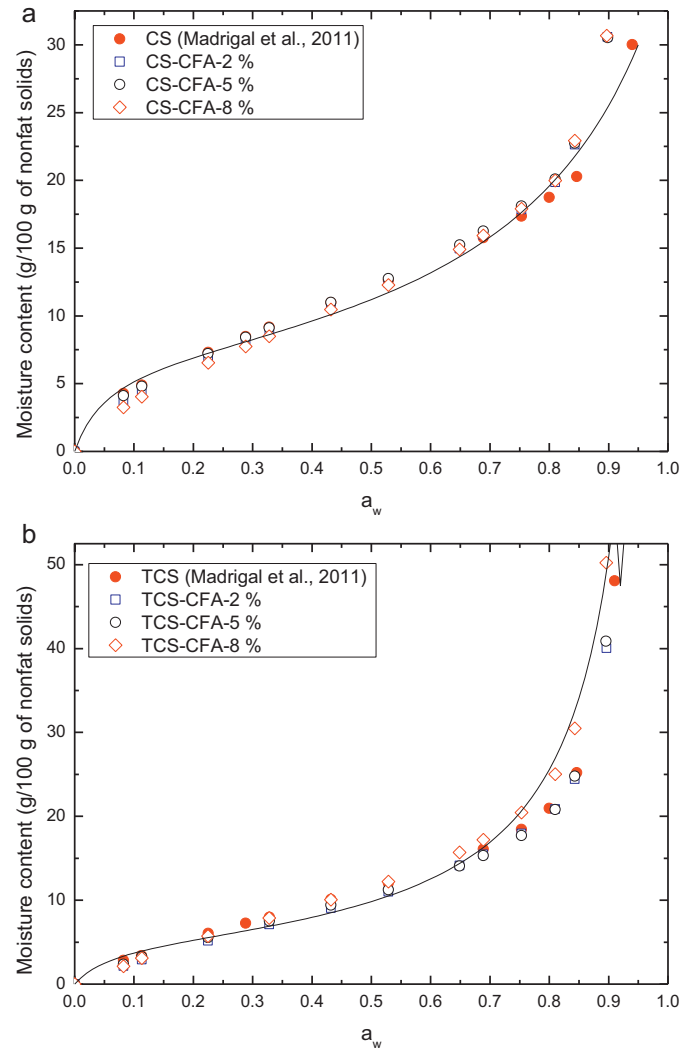 a
30
25
20
15
10
5
0
Moisture content (g/100 g of nonfat solids)
CS (Madrigal et al., 2011)
CS-CFA-2 %
CS-CFA-5 %
CS-CFA-8 %
0.0 0.1 0.2 0.3 0.4 0.5 0.6 0.7 0.8 0.9 1.0
a_w
b
50
40
30
20
10
0
Moisture content (g/100 g of nonfat solids)
TCS (Madrigal et al., 2011)
TCS-CFA-2 %
TCS-CFA-5 %
TCS-CFA-8 %
0.0 0.1 0.2 0.3 0.4 0.5 0.6 0.7 0.8 0.9 1.0
a_w